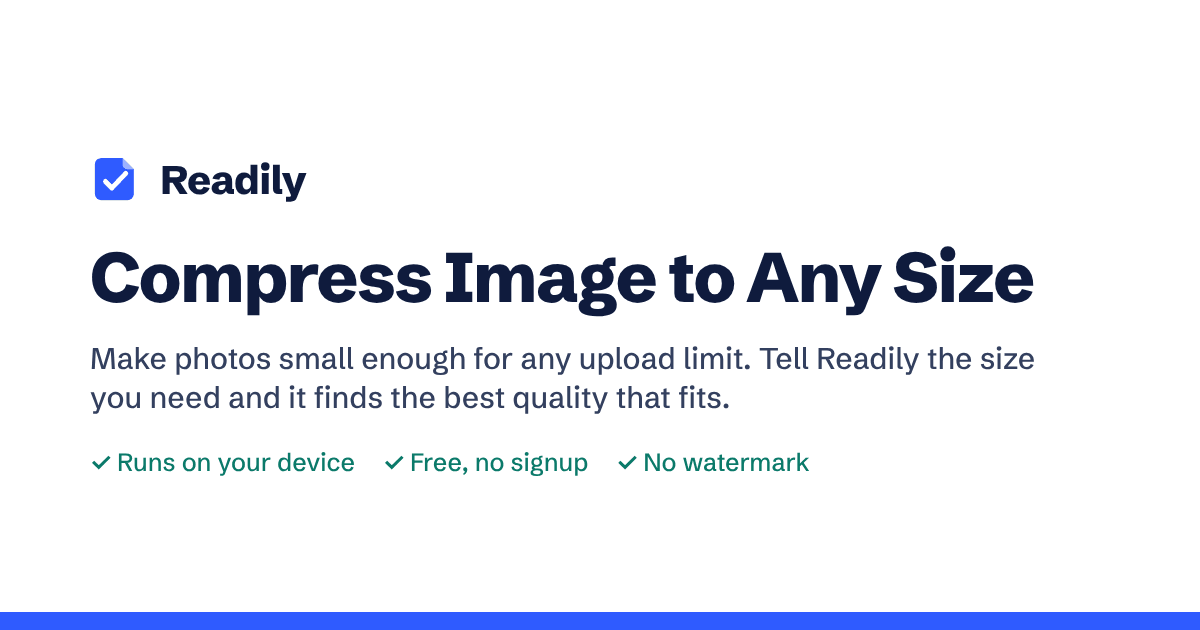 Readily
Compress Image to Any Size
Make photos small enough for any upload limit. Tell Readily the size
you need and it finds the best quality that fits.
✓ Runs on your device ✓ Free, no signup ✓ No watermark